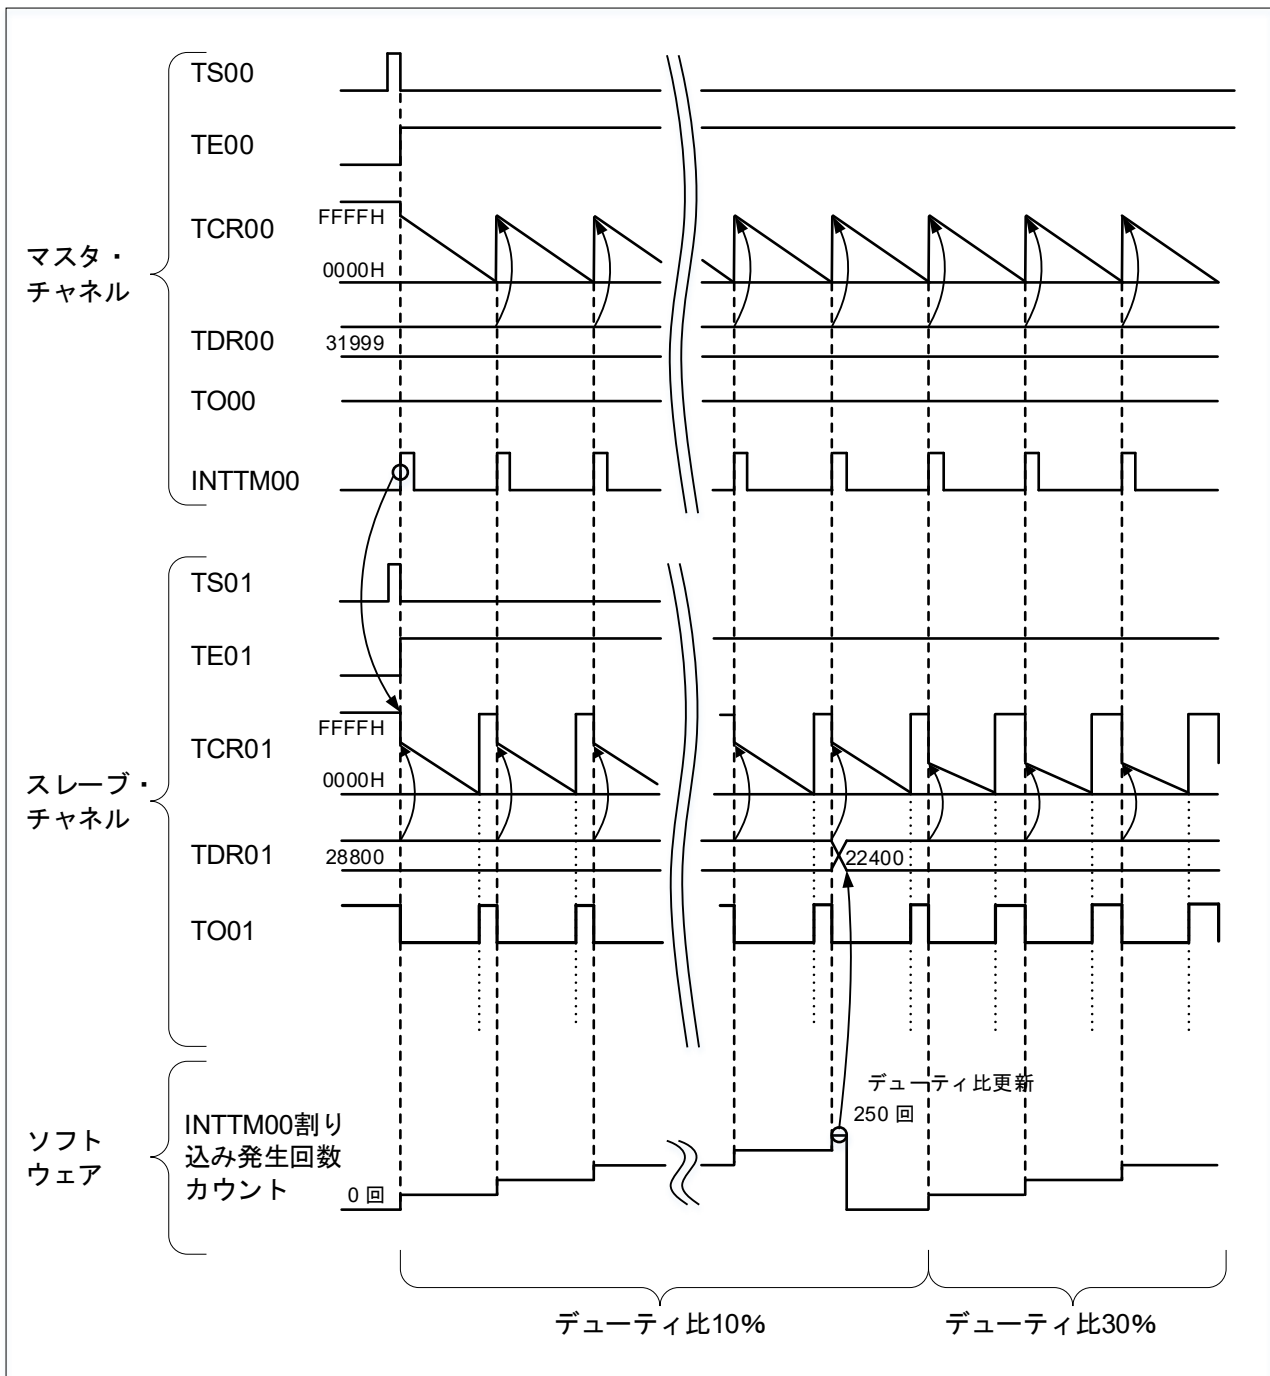 マスタ・
チャネル
TS00
TE00
TCR00
FFFFH
0000H
TDR00
31999
TO00
INTTM00
スレーブ・
チャネル
TS01
TE01
TCR01
FFFFH
0000H
TDR01
28800
22400
TO01
ソフト
ウェア
INTTM00割り
込み発生回数
カウント
0 回
デューティ比更新
250 回
デューティ比10%
デューティ比30%